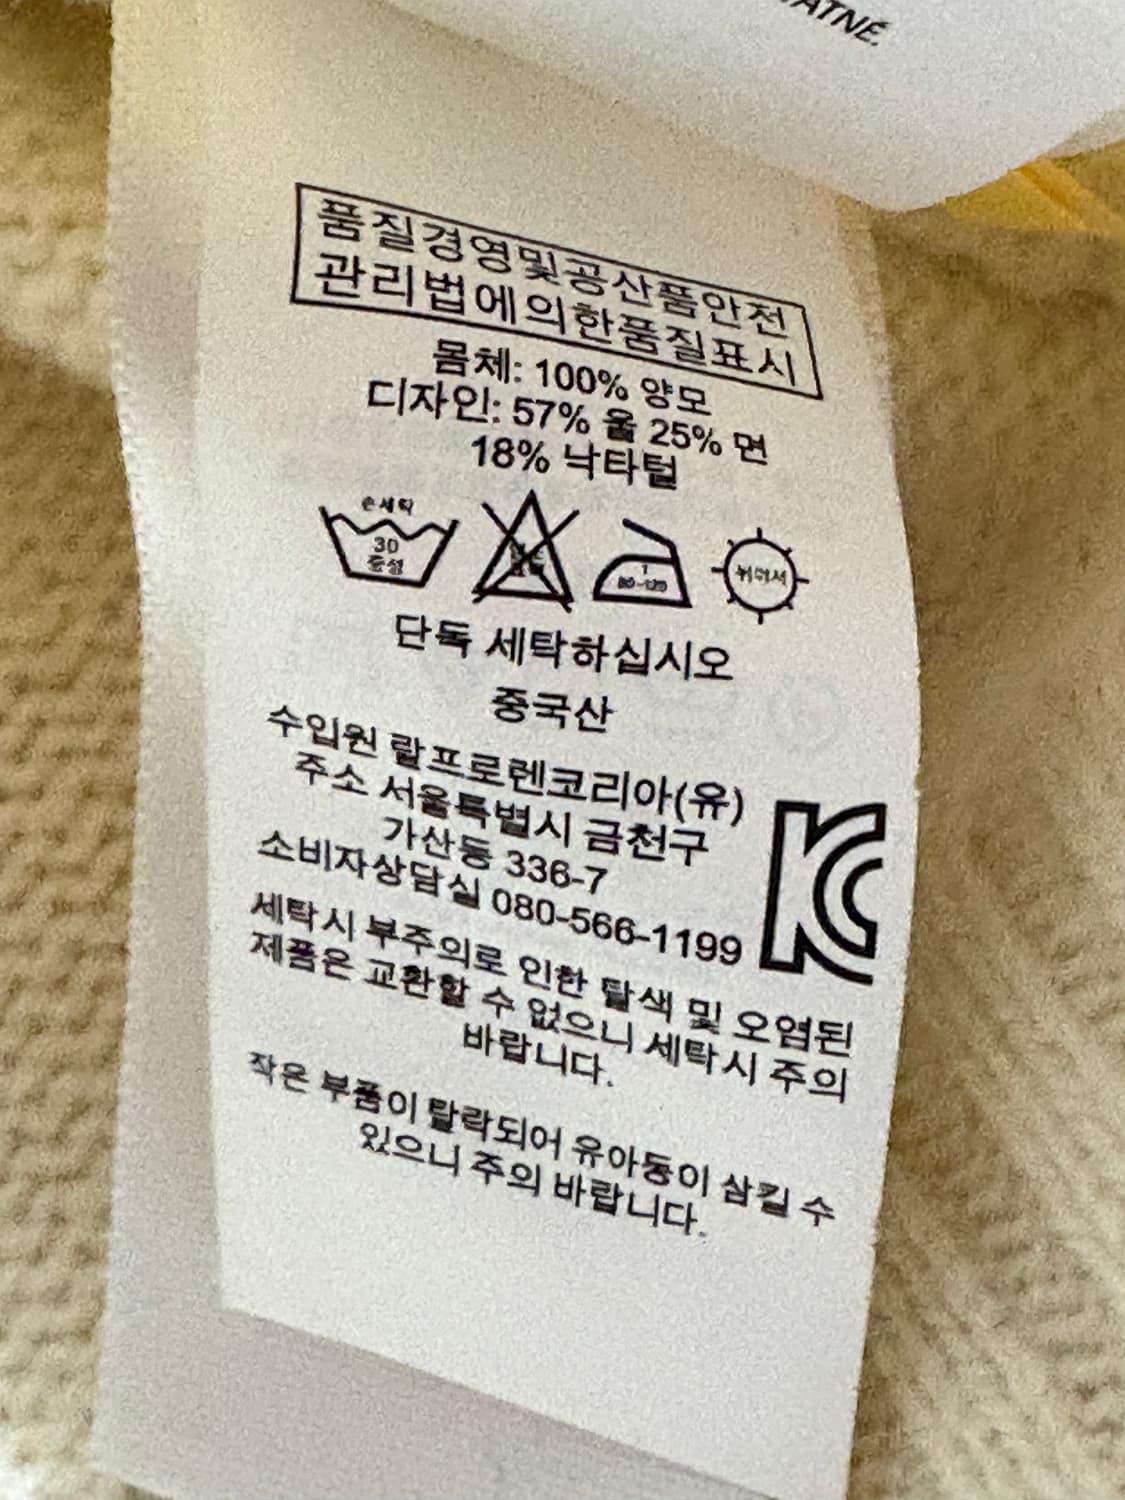 품질경영및공산품안전
관리법에의한품질표시
몸체: 100% 양모
디자인: 57% 울 25% 면
18% 낙타털
손세탁
30
중성
뉘여서
단독 세탁하십시오
중국산
수입원 랄프로렌코리아(유)
주소 서울특별시 금천구
가산동 336-7
소비자상담실 080-566-1199
세탁시 부주의로 인한 탈색 및 오염된
제품은 교환할 수 없으니 세탁시 주의
바랍니다.
작은 부품이 탈락되어 유아동이 삼킬 수
있으니 주의 바랍니다.